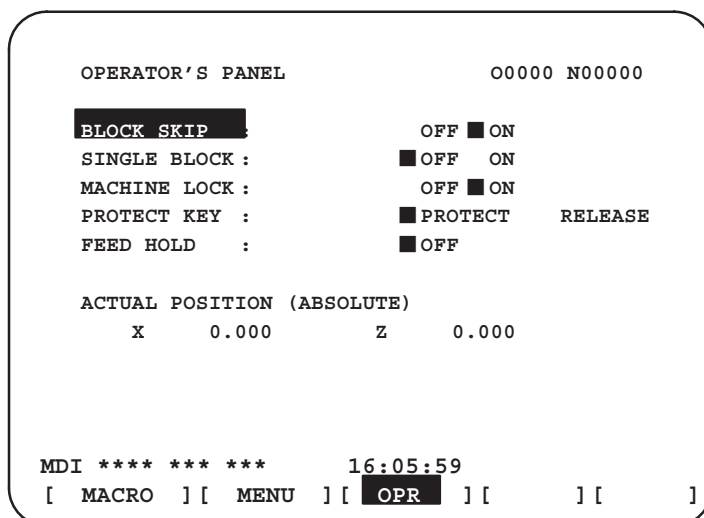 OPERATOR'S PANEL O0000 N00000
BLOCK SKIP : OFF ■ ON
SINGLE BLOCK : ■ OFF ON
MACHINE LOCK : OFF ■ ON
PROTECT KEY : ■ PROTECT RELEASE
FEED HOLD : ■ OFF
ACTUAL POSITION (ABSOLUTE)
X 0.000 Z 0.000
MDI **** *** *** 16:05:59
[ MACRO ] [ MENU ] [ OPR ] [ ] [ ]